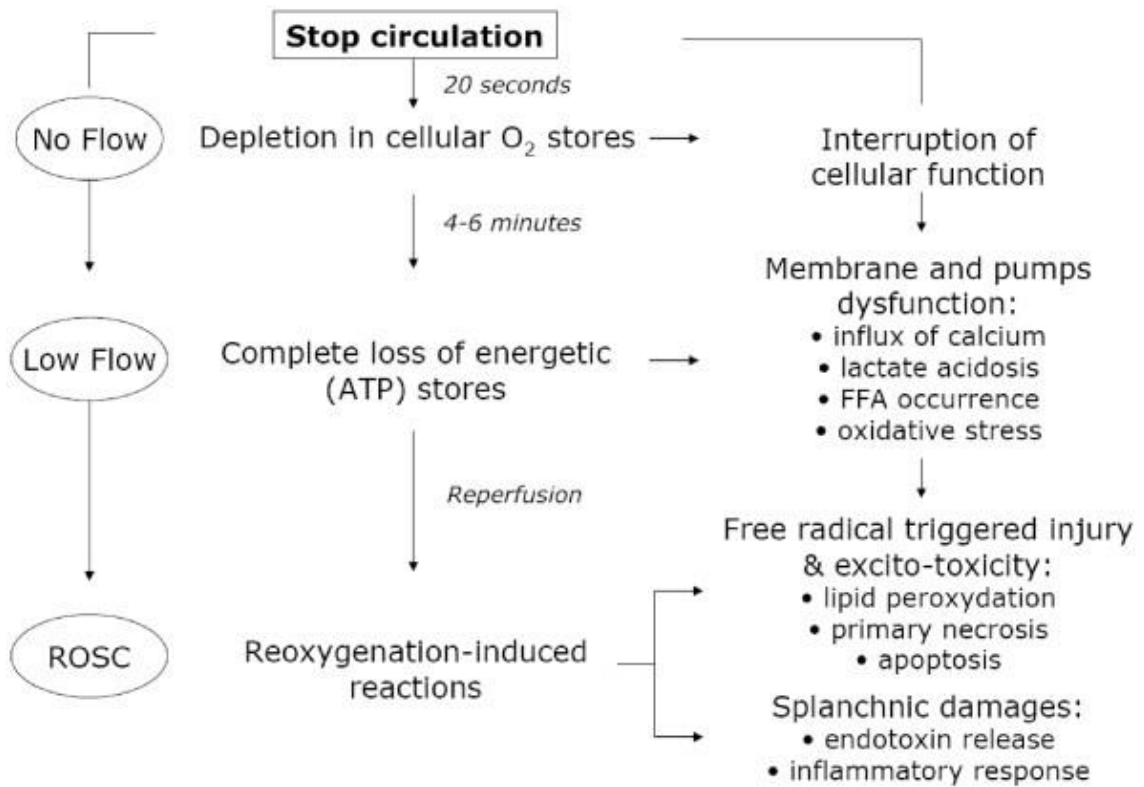 Stop circulation
20 seconds
No Flow
Depletion in cellular O₂ stores
Interruption of
cellular function
4-6 minutes
Membrane and pumps
dysfunction:
• influx of calcium
• lactate acidosis
• FFA occurrence
• oxidative stress
Low Flow
Complete loss of energetic
(ATP) stores
Reperfusion
Free radical triggered injury
& excito-toxicity:
• lipid peroxydation
• primary necrosis
• apoptosis
ROSC
Reoxygenation-induced
reactions
Splanchnic damages:
• endotoxin release
• inflammatory response